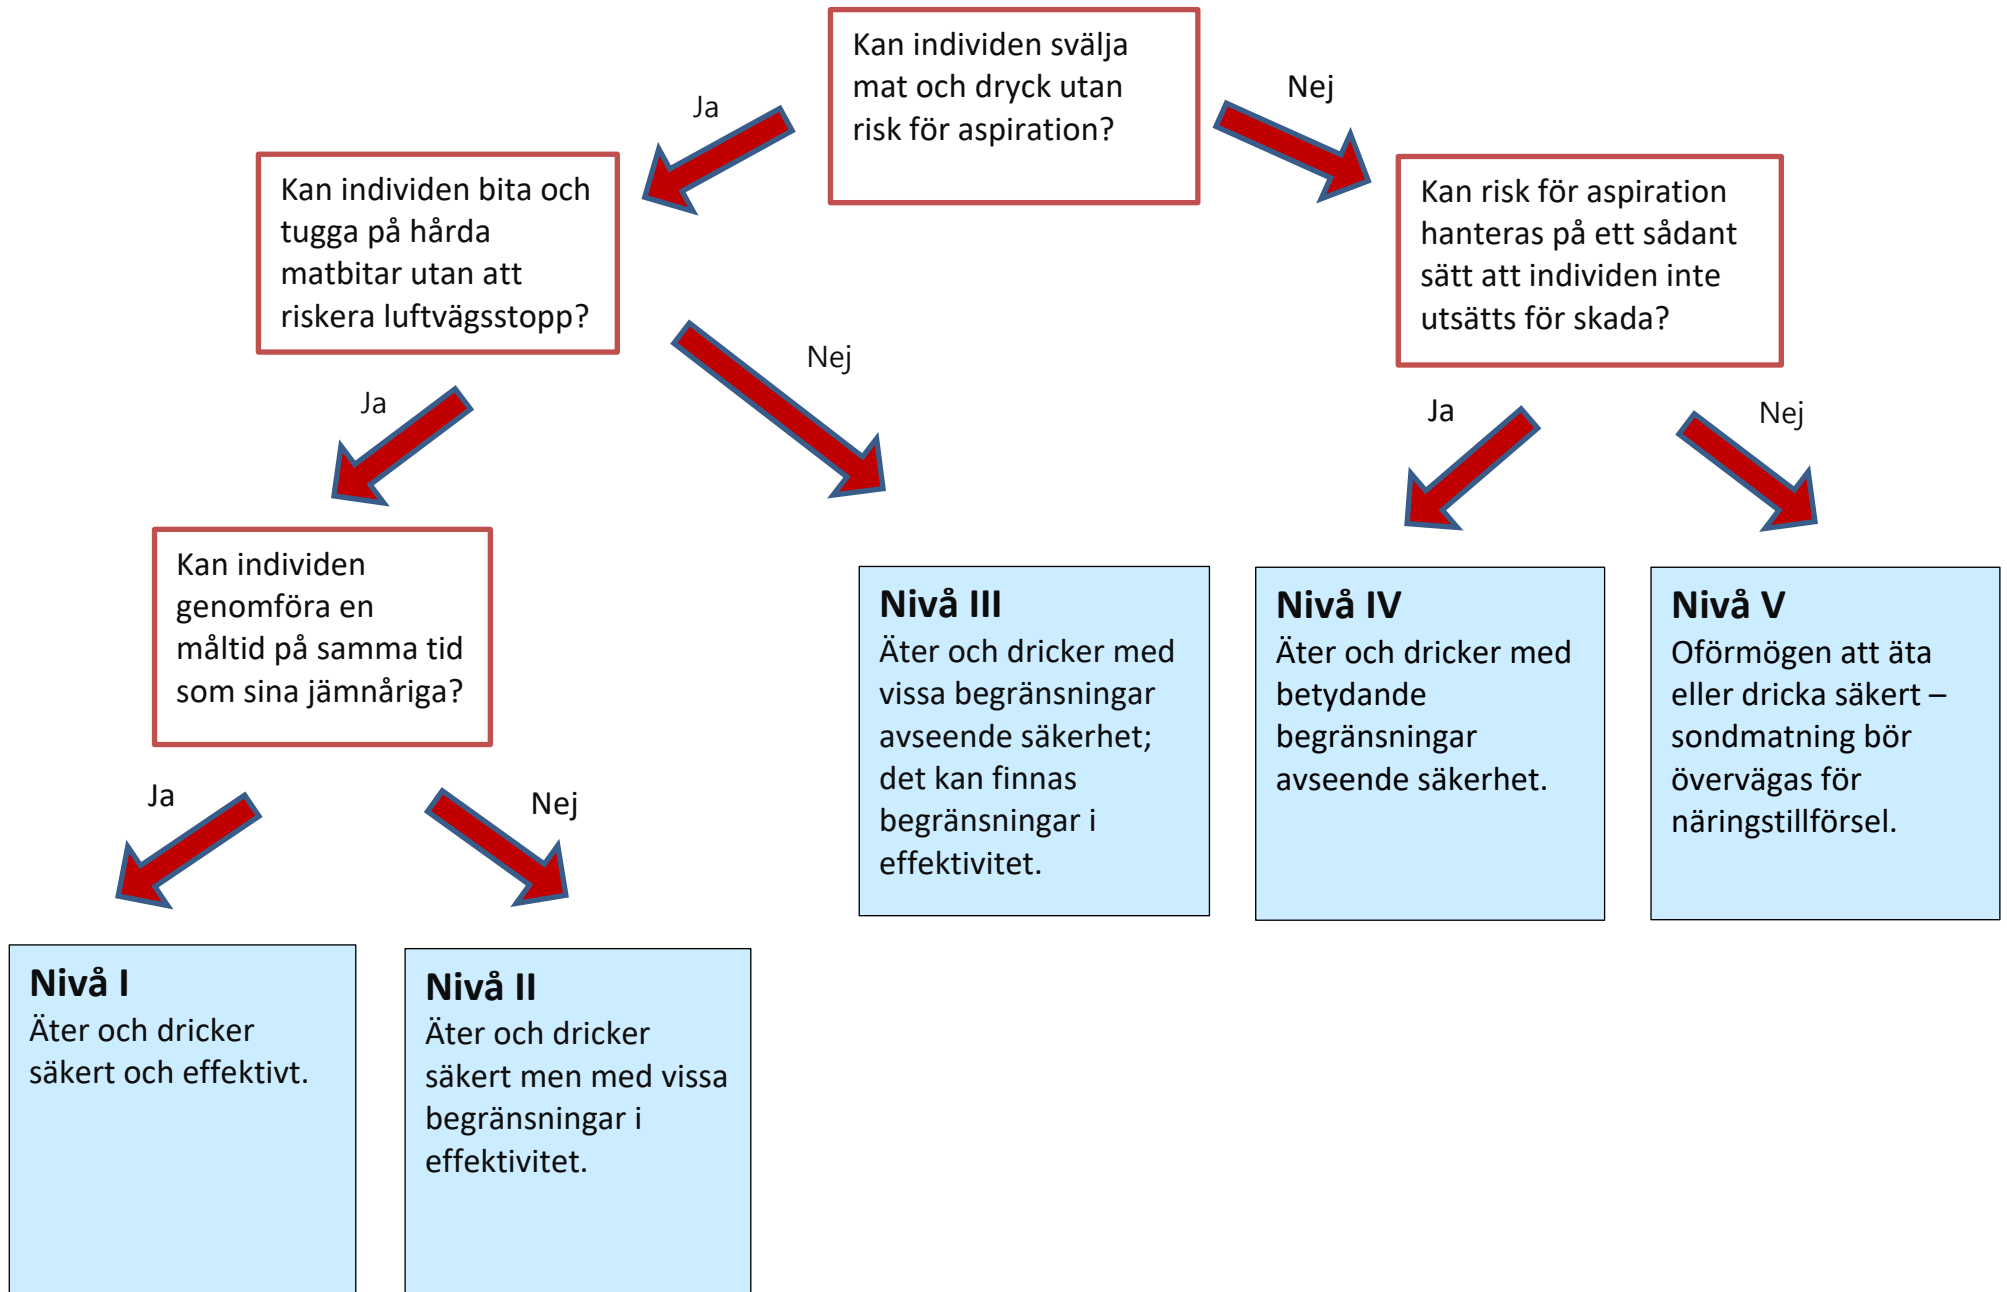 Kan individen svälja
mat och dryck utan
risk för aspiration?
Ja
Nej
Kan individen bita och
tugga på hårda
matbitar utan att
riskera luftvägsstopp?
Kan risk för aspiration
hanteras på ett sådant
sätt att individen inte
utsätts för skada?
Ja
Nej
Ja
Nej
Kan individen
genomföra en
måltid på samma tid
som sina jämnåriga?
Ja
Nej
Nivå III
Äter och dricker med
vissa begränsningar
avseende säkerhet;
det kan finnas
begränsningar i
effektivitet.
Nivå IV
Äter och dricker med
betydande
begränsningar
avseende säkerhet.
Nivå V
Oförmögen att äta
eller dricka säkert –
sondmatning bör
övervägas för
näringstillförsel.
Nivå I
Äter och dricker
säkert och effektivt.
Nivå II
Äter och dricker
säkert men med vissa
begränsningar i
effektivitet.